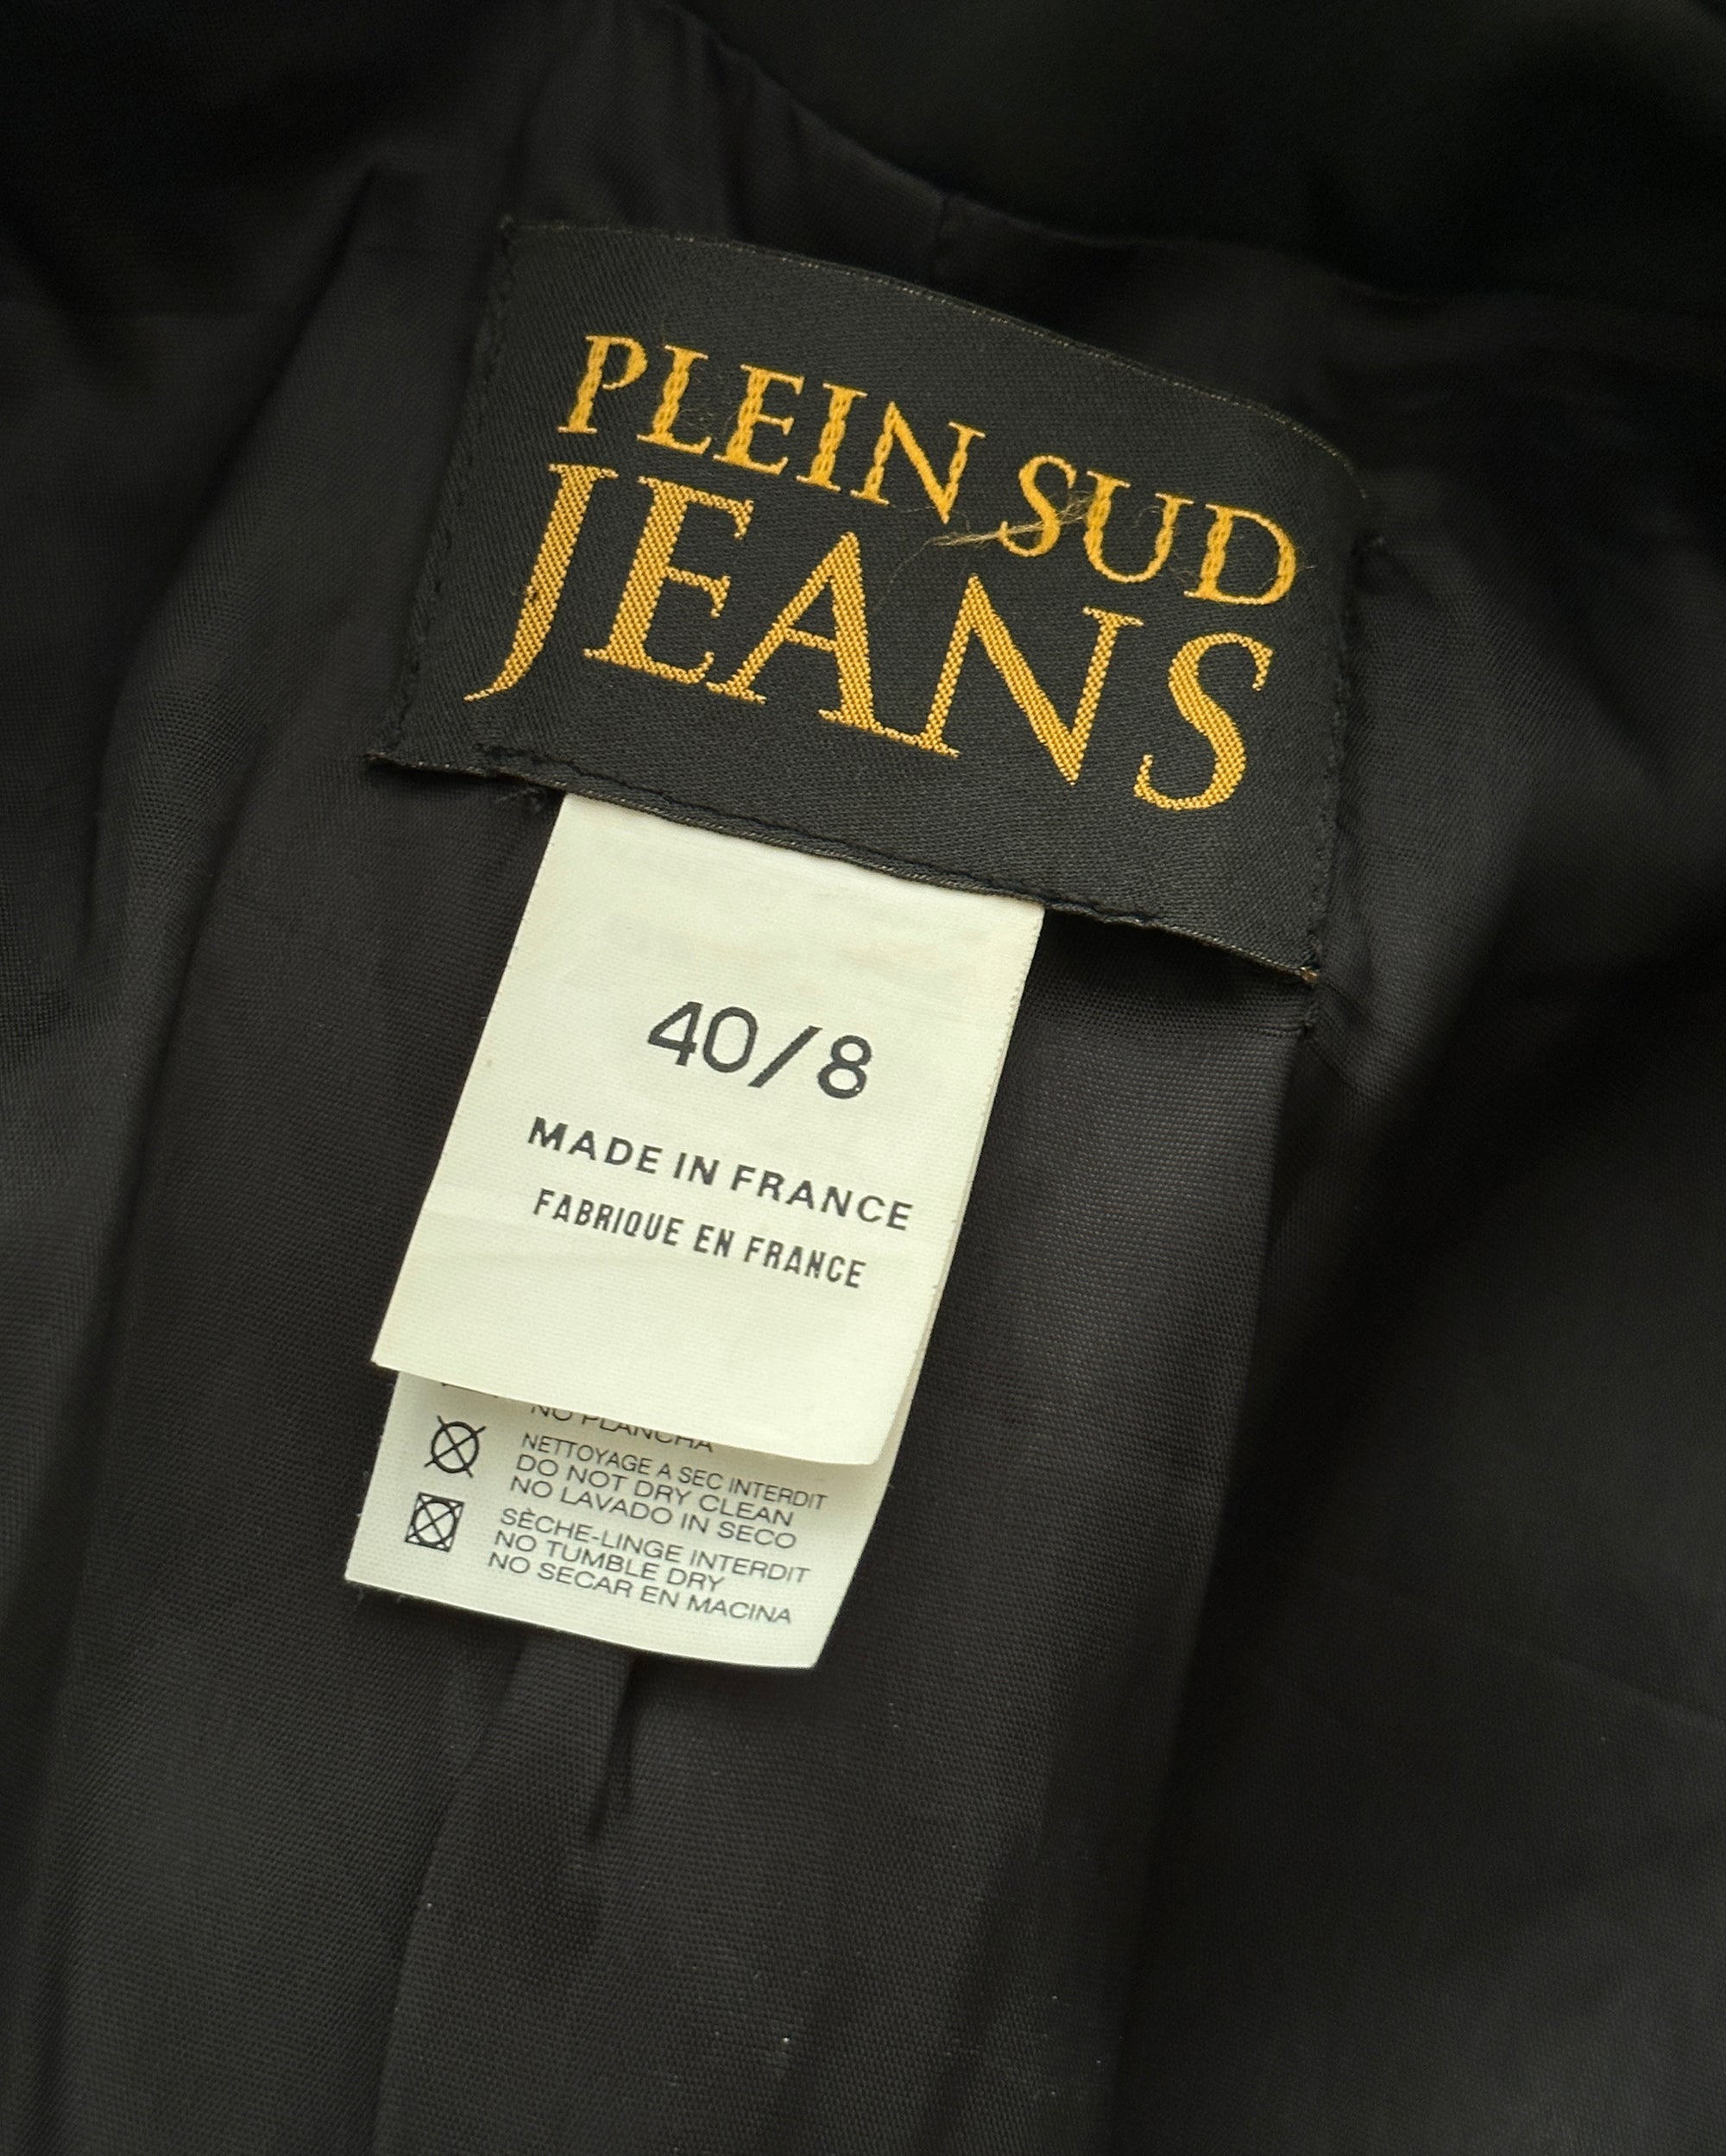 PLEIN SUD
JEANS
40/8
MADE IN FRANCE
FABRIQUE EN FRANCE
NO PLANCHA
NETTOYAGE A SEC INTERDIT
DO NOT DRY CLEAN
NO LAVADO IN SECO
SÈCHE-LINGE INTERDIT
NO TUMBLE DRY
NO SECAR EN MACINA